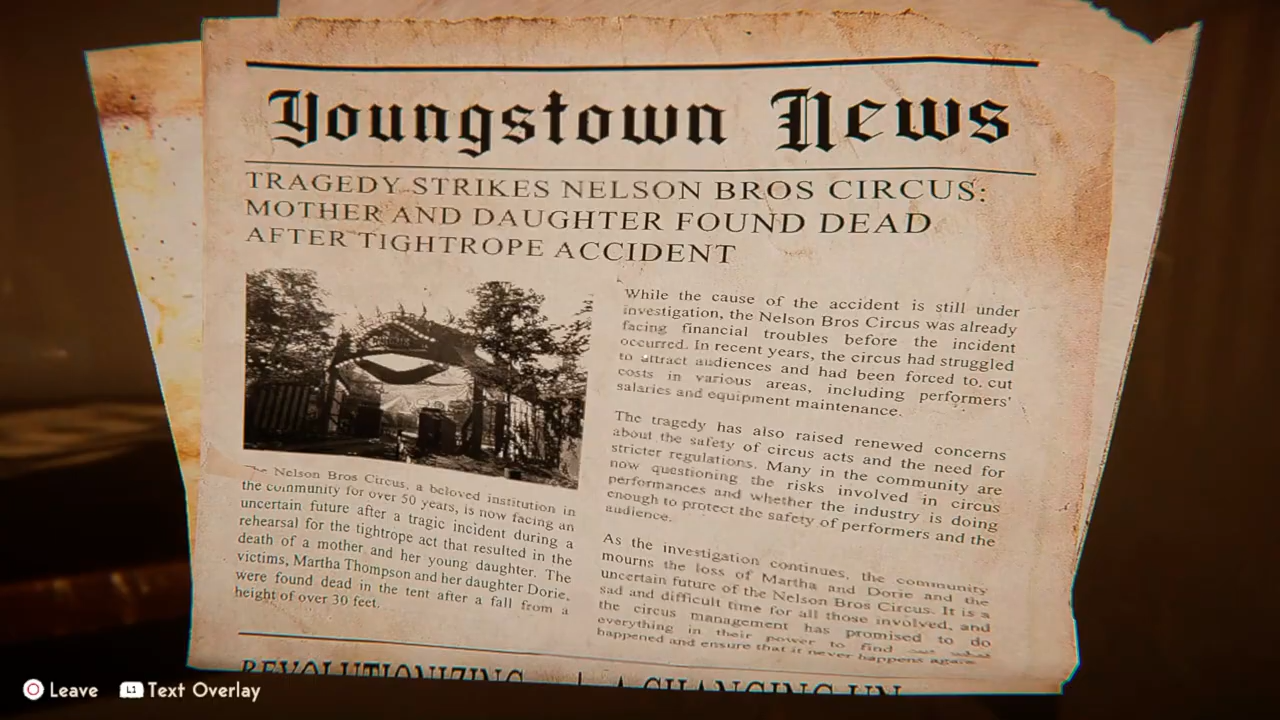 Youngstown News
TRAGEDY STRIKES NELSON BROS CIRCUS:
MOTHER AND DAUGHTER FOUND DEAD
AFTER TIGHTROPE ACCIDENT
Nelson Bros Circus, a beloved institution in
the community for over 50 years, is now facing an
uncertain future after a tragic incident during a
rehearsal for the tightrope act that resulted in the
death of a mother and her young daughter. The
victims, Martha Thompson and her daughter Dorie,
were found dead in the tent after a fall from a
height of over 30 feet.
While the cause of the accident is still under
investigation, the Nelson Bros Circus was already
facing financial troubles before the incident
occurred. In recent years, the circus had struggled
to attract audiences and had been forced to cut
costs in various areas, including performers'
salaries and equipment maintenance.
The tragedy has also raised renewed concerns
about the safety of circus acts and the need for
stricter regulations. Many in the community are
now questioning the risks involved in circus
performances and whether the industry is doing
enough to protect the safety of performers and the
audience.
As the investigation continues, the community
mourns the loss of Martha and Dorie and the
uncertain future of the Nelson Bros Circus. It is a
sad and difficult time for all those involved, and
the circus management has promised to do
everything in their power to find out what
happened and ensure that it never happens again.
REVOLUTIONIZING
A CHANGING UN
Leave
L1 Text Overlay